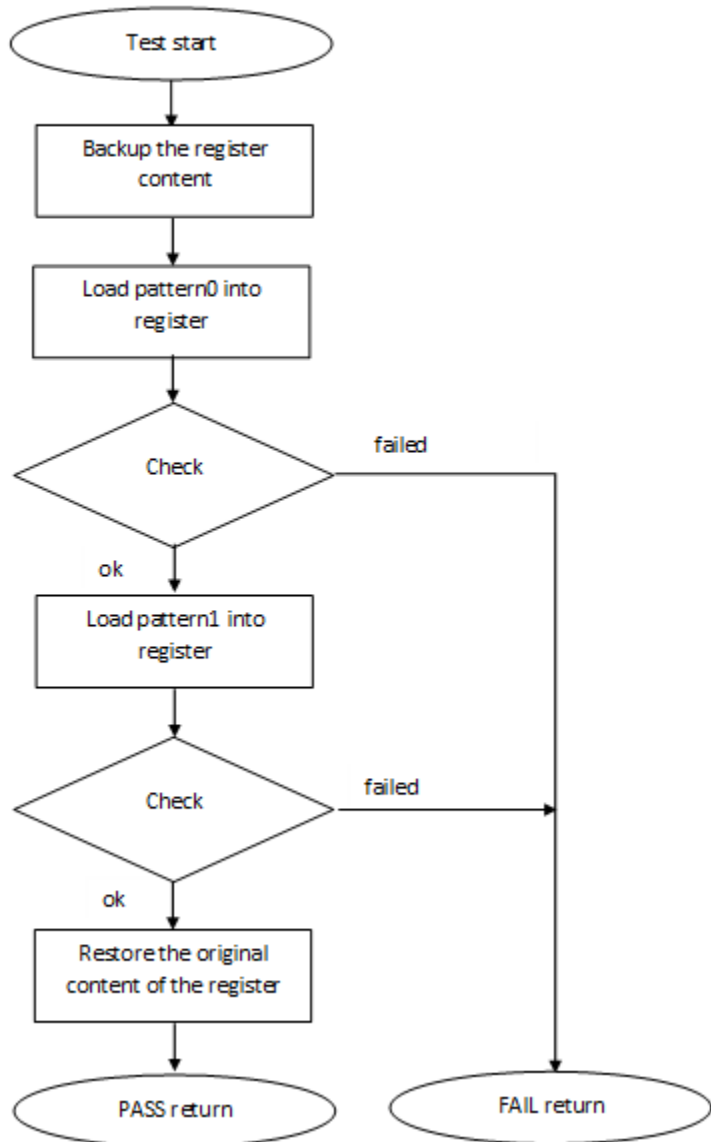 Test start
Backup the register
content
Load pattern0 into
register
Check
failed
ok
Load pattern1 into
register
Check
failed
ok
Restore the original
content of the register
PASS return
FAIL return